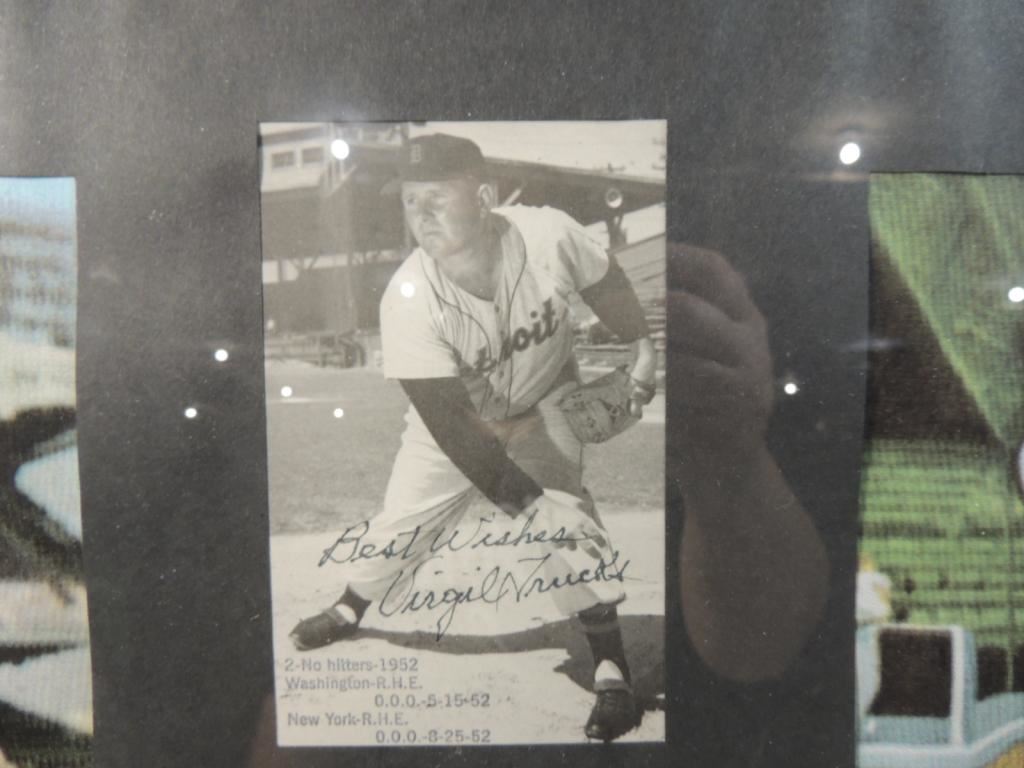 B
troit
Best Wishes
Virgil Trucks
2-No hitters-1952
Washington-R.H.E.
0.0.0.-5-15-52
New York-R.H.E.
0.0.0.-8-25-52